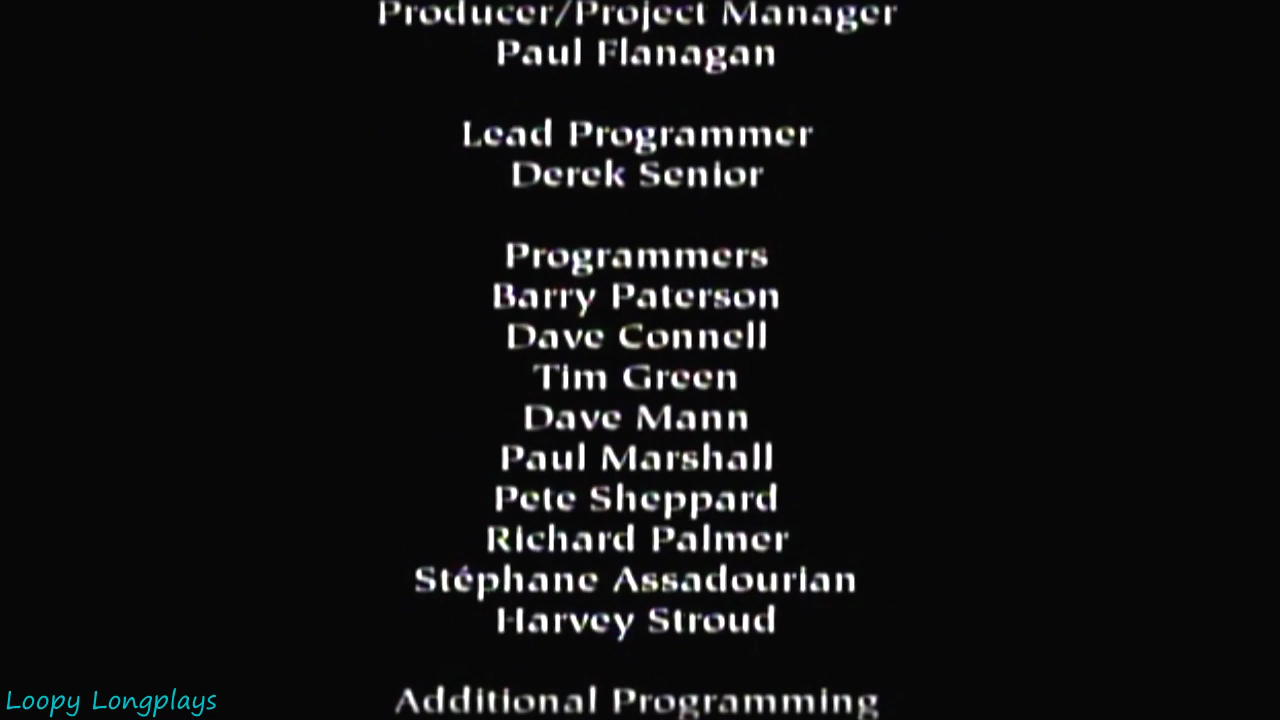 Producer/Project Manager
Paul Flanagan
Lead Programmer
Derek Senior
Programmers
Barry Paterson
Dave Connell
Tim Green
Dave Mann
Paul Marshall
Pete Sheppard
Richard Palmer
Stéphane Assadourian
Harvey Stroud
Additional Programming
Loopy Longplays